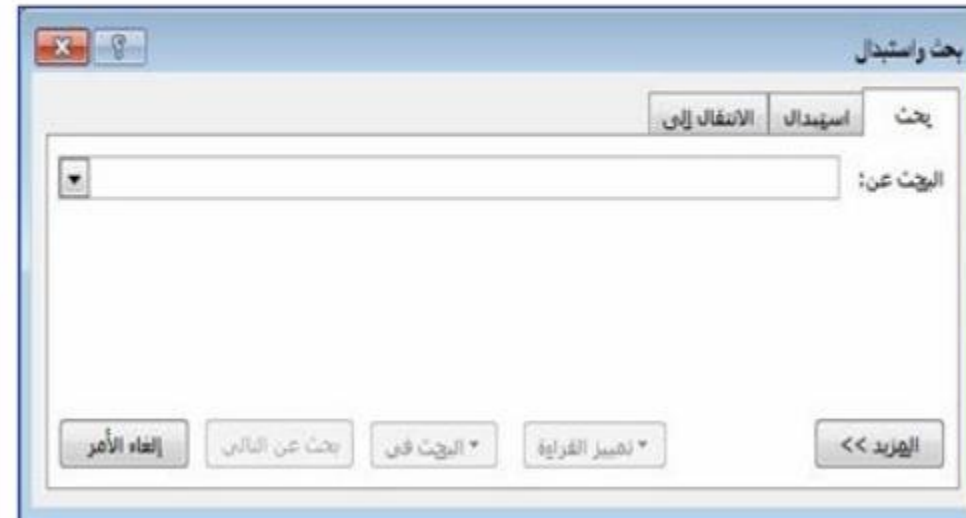 بحث واستبدال
بحث استبدال الانتقال إلى
البحث عن:
المزيد >> تمييز القراءة البحث في بحث عن التالي إلغاء الأمر